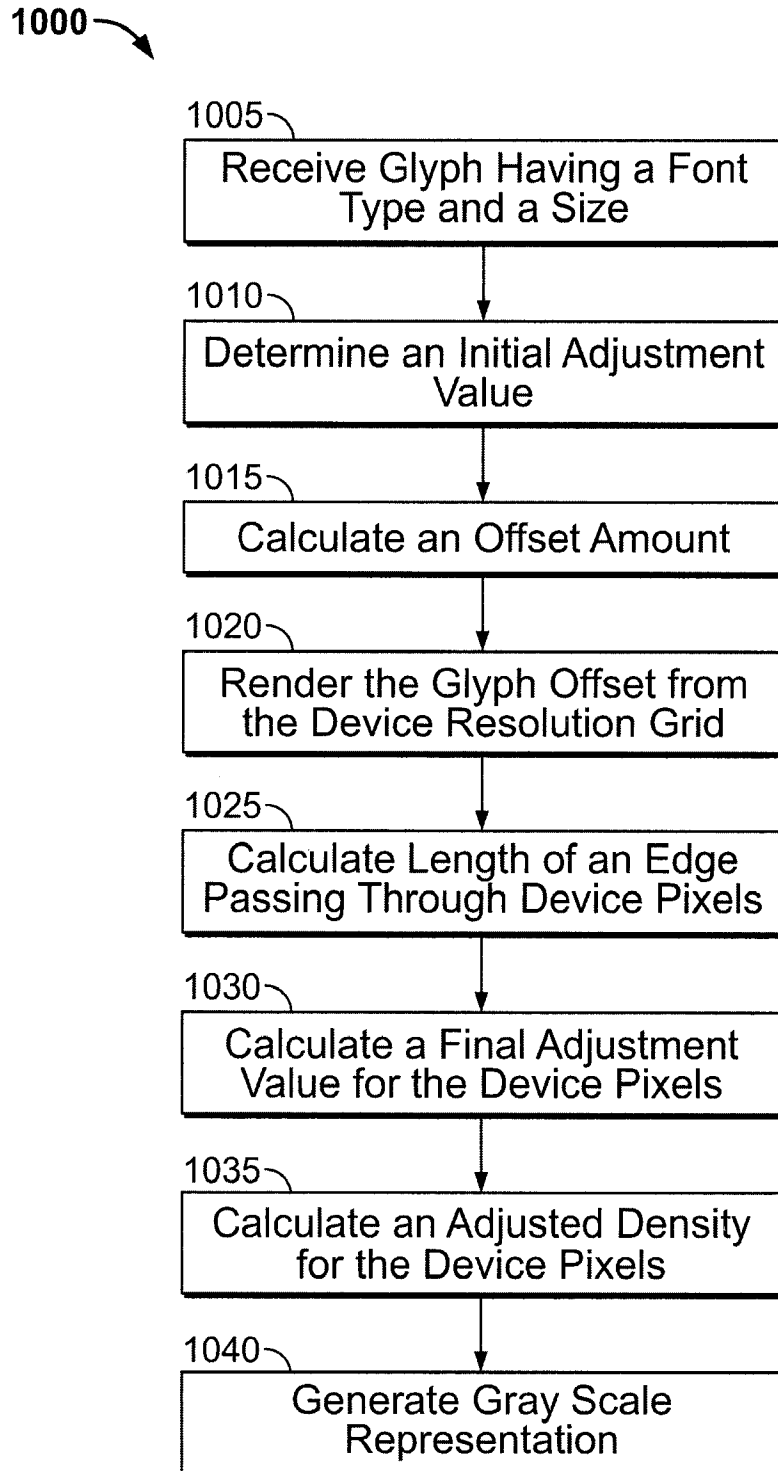 1000
1005
Receive Glyph Having a Font
Type and a Size
1010
Determine an Initial Adjustment
Value
1015
Calculate an Offset Amount
1020
Render the Glyph Offset from
the Device Resolution Grid
1025
Calculate Length of an Edge
Passing Through Device Pixels
1030
Calculate a Final Adjustment
Value for the Device Pixels
1035
Calculate an Adjusted Density
for the Device Pixels
1040
Generate Gray Scale
Representation